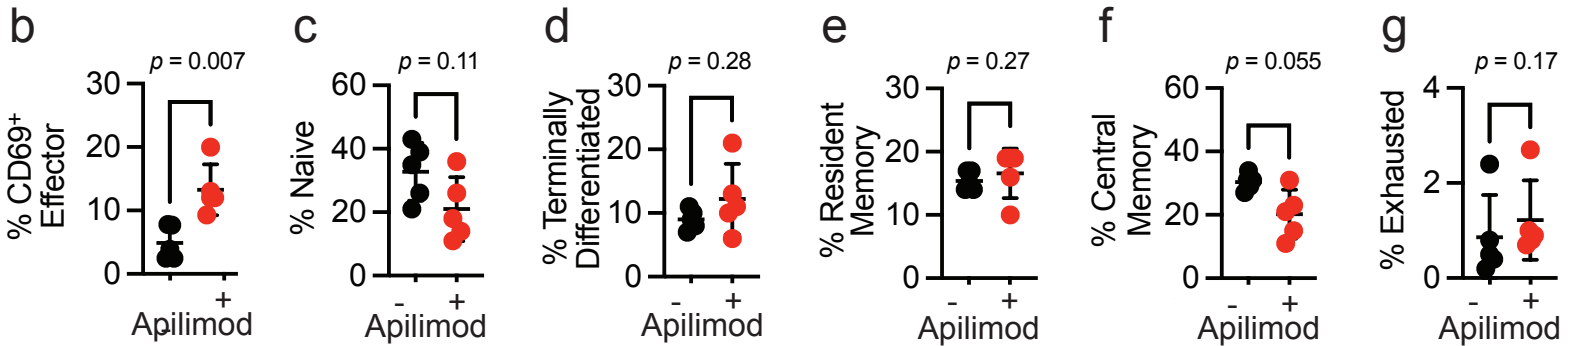 b
p = 0.007
% CD69+
Effector
30
20
10
0
-
+
Apilimod
c
p = 0.11
% Naive
60
40
20
0
-
+
Apilimod
d
p = 0.28
% Terminally
Differentiated
30
20
10
0
-
+
Apilimod
e
p = 0.27
% Resident
Memory
30
20
10
0
-
+
Apilimod
f
p = 0.055
% Central
Memory
60
40
20
0
-
+
Apilimod
g
p = 0.17
% Exhausted
4
2
0
-
+
Apilimod